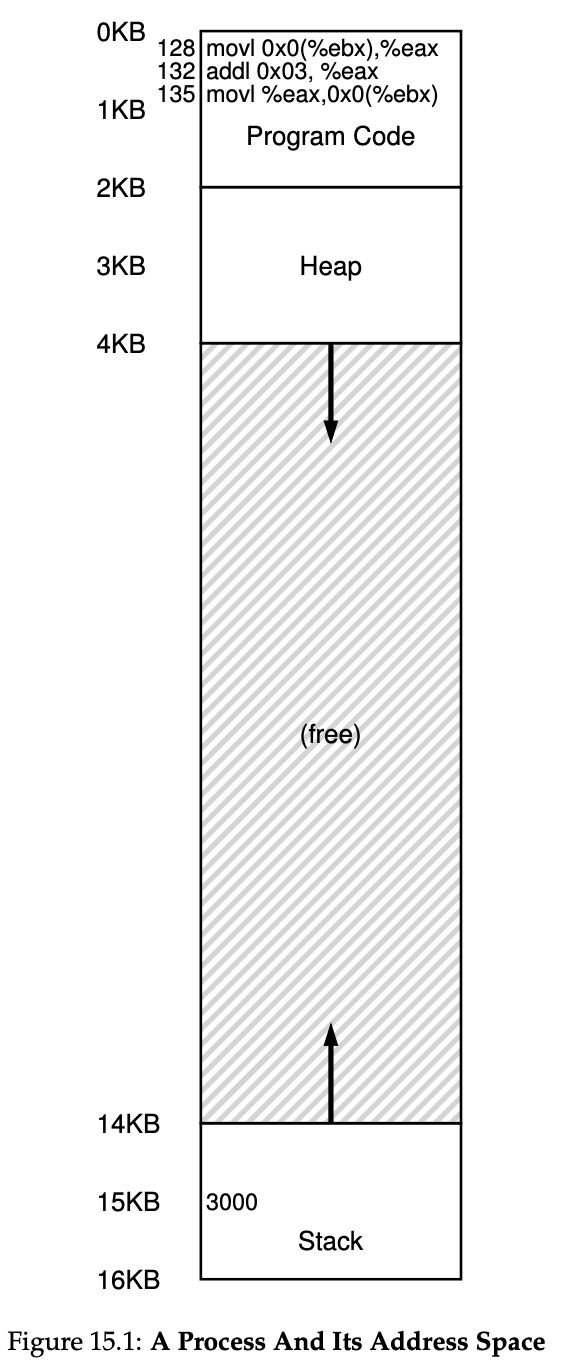 0KB
128 movl 0x0(%ebx),%eax
132 addl 0x03, %eax
135 movl %eax,0x0(%ebx)
1KB
Program Code
2KB
3KB Heap
4KB
(free)
14KB
15KB 3000
Stack
16KB
Figure 15.1: A Process And Its Address Space